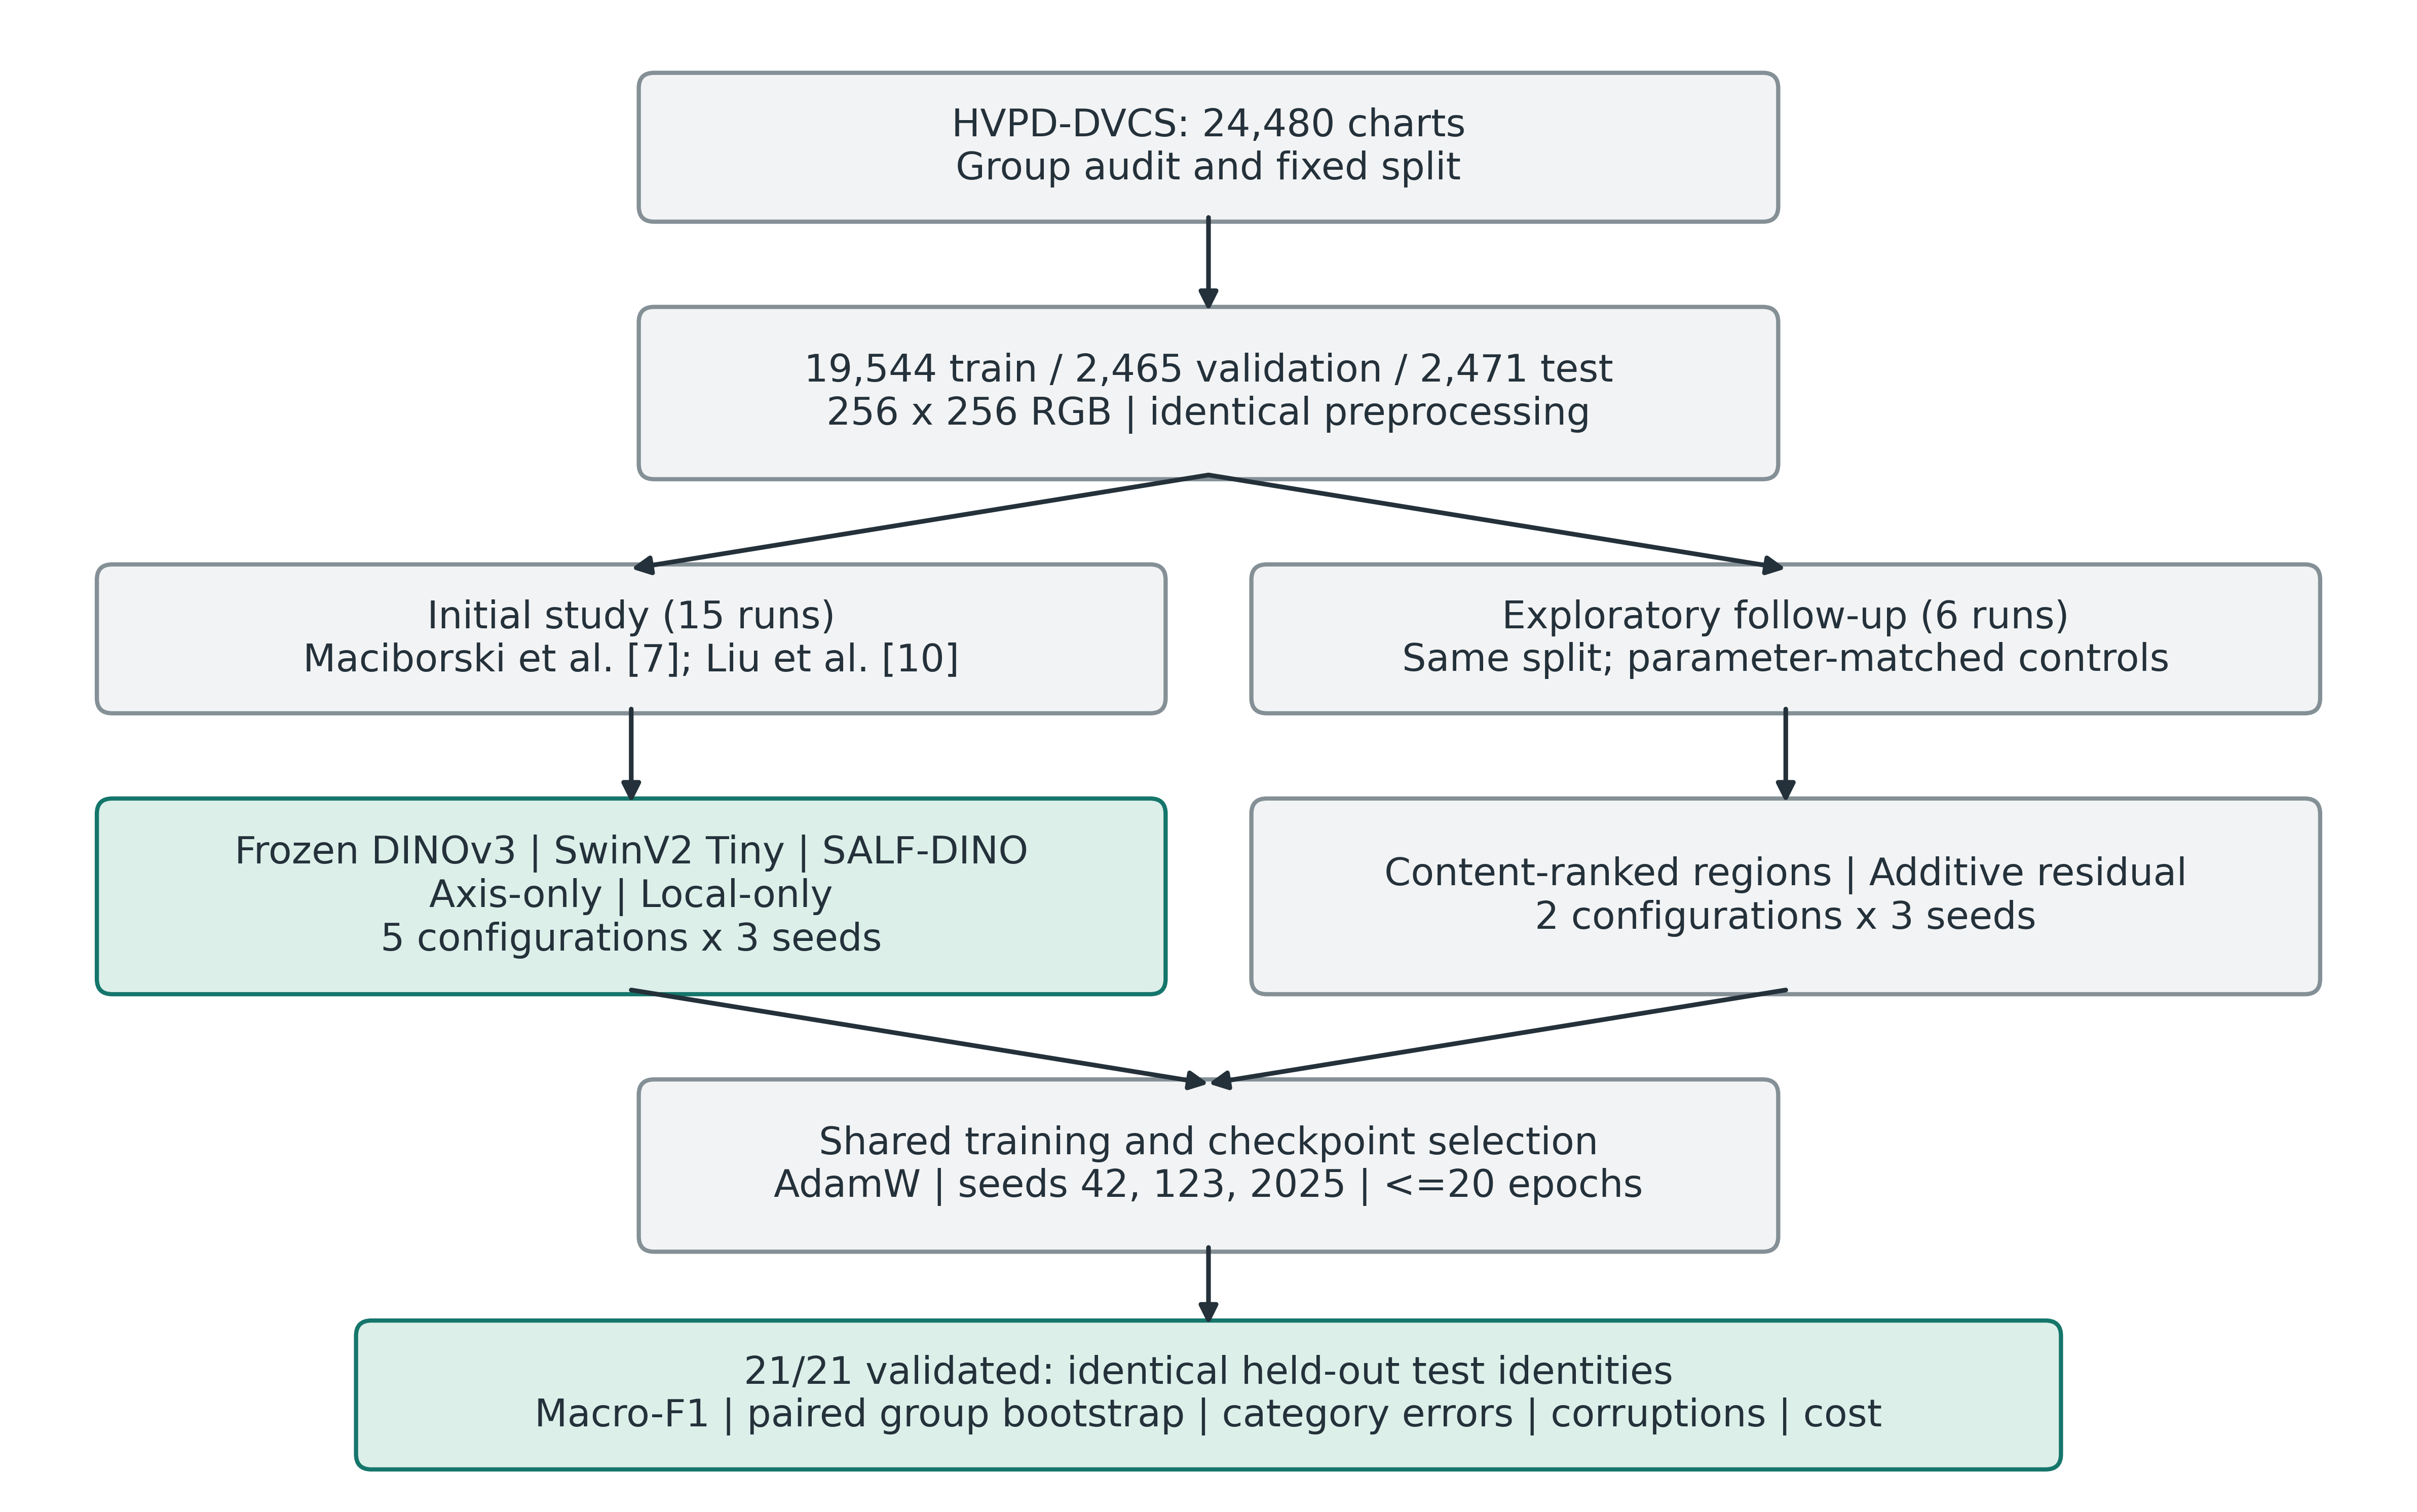 HVPD-DVCS: 24,480 charts
Group audit and fixed split
19,544 train / 2,465 validation / 2,471 test
256 x 256 RGB | identical preprocessing
Initial study (15 runs)
Maciborski et al. [7]; Liu et al. [10]
Exploratory follow-up (6 runs)
Same split; parameter-matched controls
Frozen DINOv3 | SwinV2 Tiny | SALF-DINO
Axis-only | Local-only
5 configurations x 3 seeds
Content-ranked regions | Additive residual
2 configurations x 3 seeds
Shared training and checkpoint selection
AdamW | seeds 42, 123, 2025 | <=20 epochs
21/21 validated: identical held-out test identities
Macro-F1 | paired group bootstrap | category errors | corruptions | cost